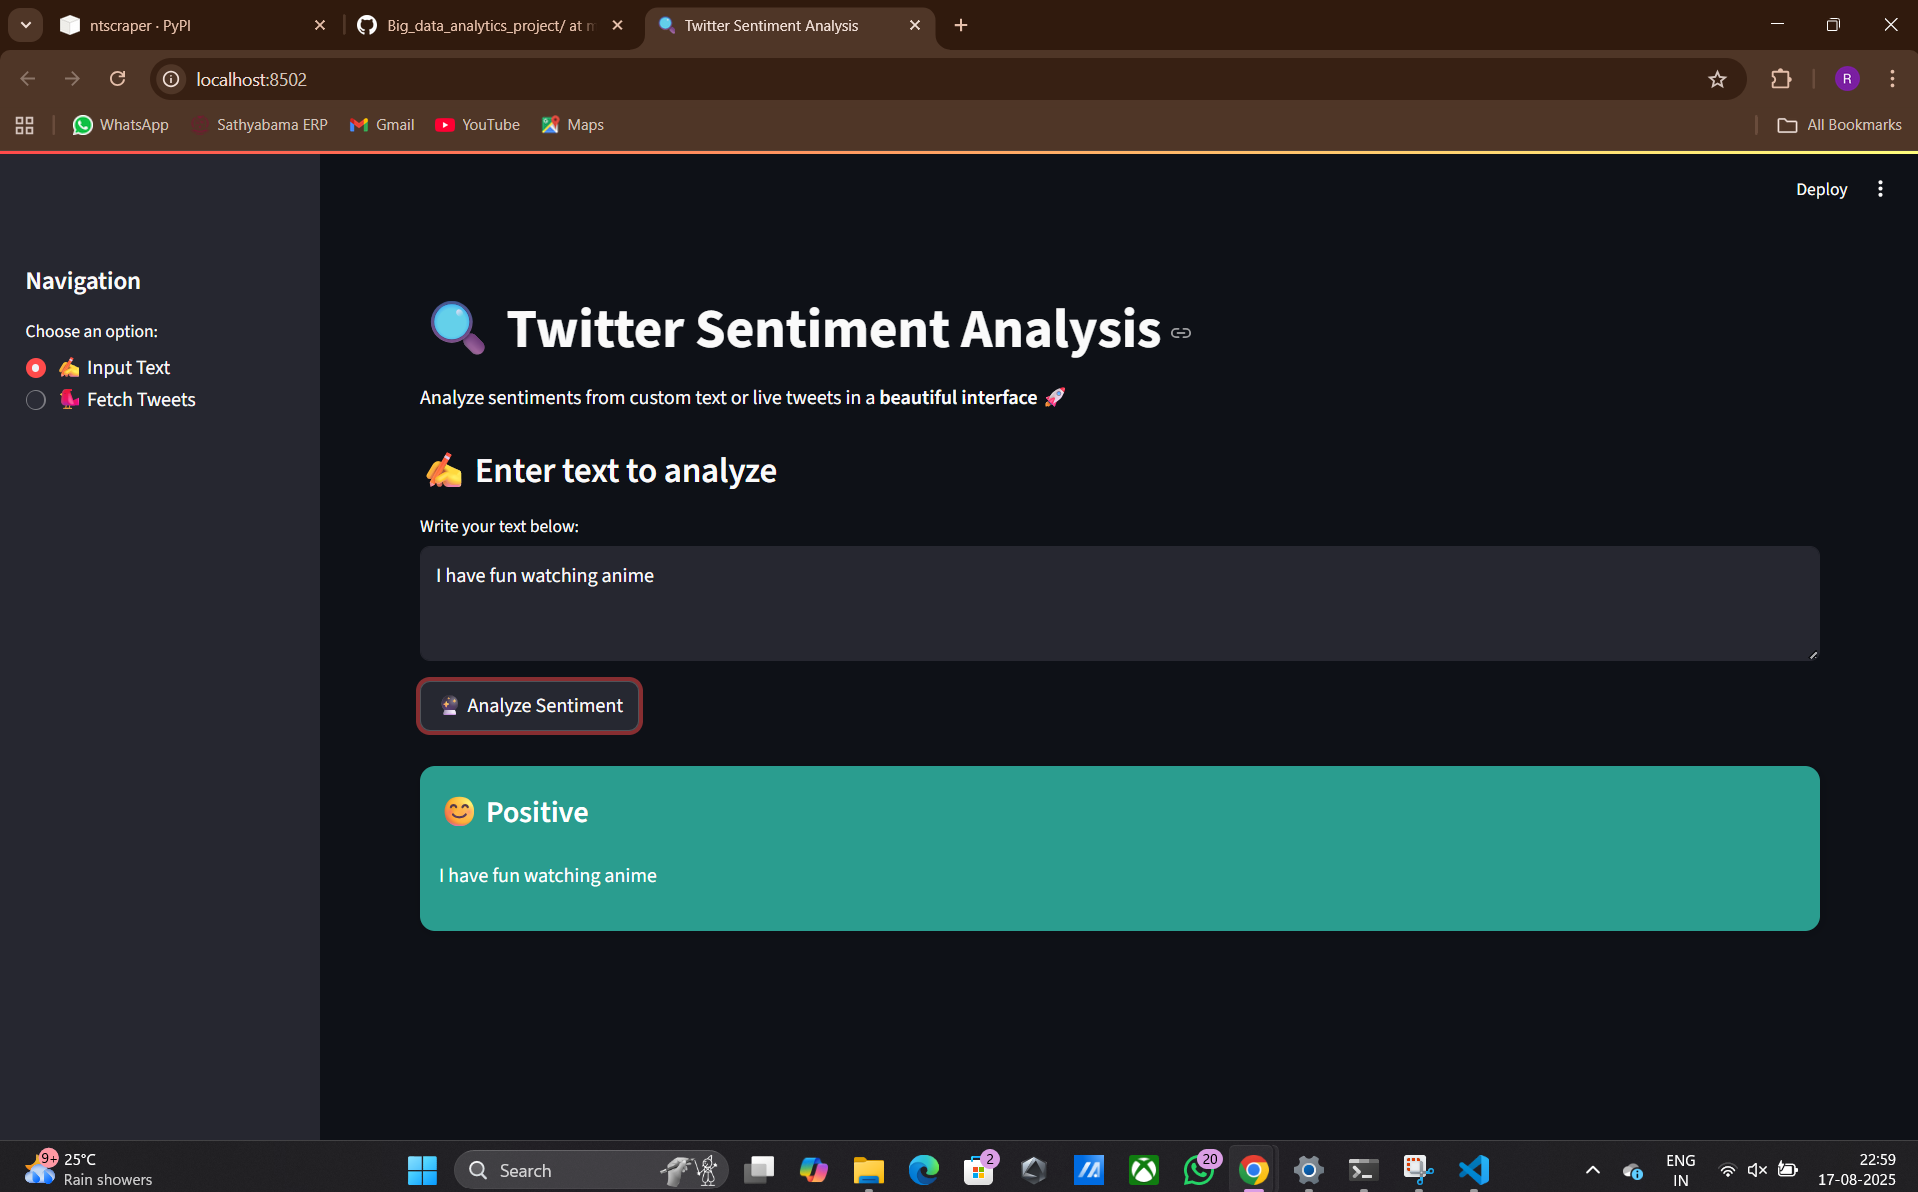 ntscraper · PyPI
Big_data_analytics_project/ at m
Twitter Sentiment Analysis
localhost:8502
R
WhatsApp
Sathyabama ERP
Gmail
YouTube
Maps
All Bookmarks
Deploy
Navigation
Choose an option:
Input Text
Fetch Tweets
Twitter Sentiment Analysis
Analyze sentiments from custom text or live tweets in a beautiful interface
Enter text to analyze
Write your text below:
I have fun watching anime
Analyze Sentiment
Positive
I have fun watching anime
9+
25°C
Rain showers
Search
2
20
ENG
IN
22:59
17-08-2025